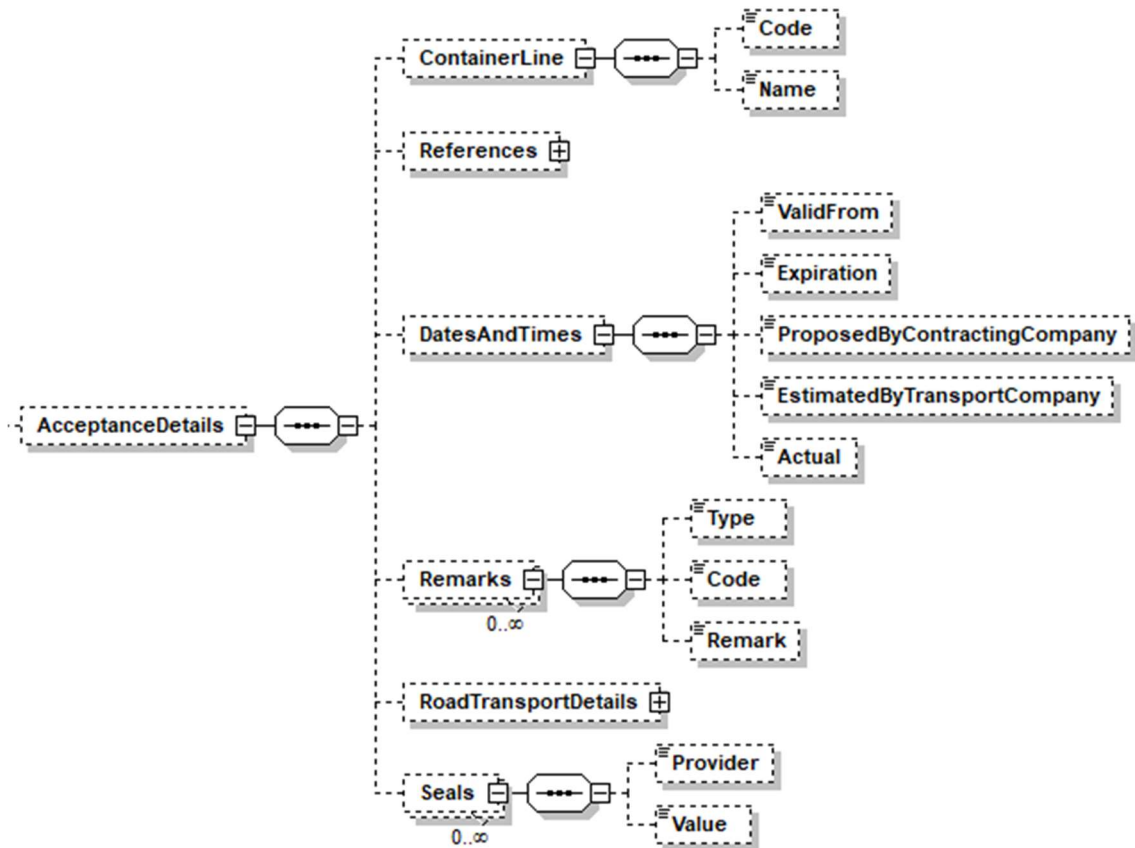 AcceptanceDetails
ContainerLine
Code
Name
References
DatesAndTimes
ValidFrom
Expiration
ProposedByContractingCompany
EstimatedByTransportCompany
Actual
Remarks
0..∞
Type
Code
Remark
RoadTransportDetails
Seals
0..∞
Provider
Value